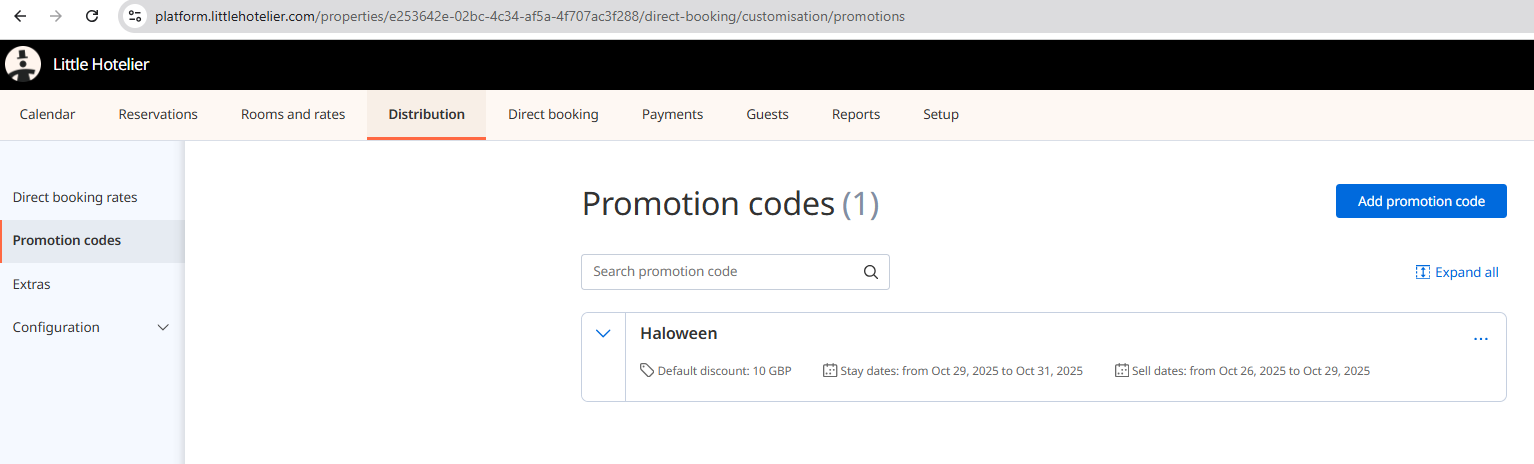 platform.littlehotelier.com/properties/e253642e-02bc-4c34-af5a-4f707ac3f288/direct-booking/customisation/promotions
Little Hotelier
Calendar Reservations Rooms and rates Distribution Direct booking Payments Guests Reports Setup
Direct booking rates
Promotion codes
Extras
Configuration
Promotion codes (1)
Add promotion code
Search promotion code
Expand all
Haloween
Default discount: 10 GBP Stay dates: from Oct 29, 2025 to Oct 31, 2025 Sell dates: from Oct 26, 2025 to Oct 29, 2025